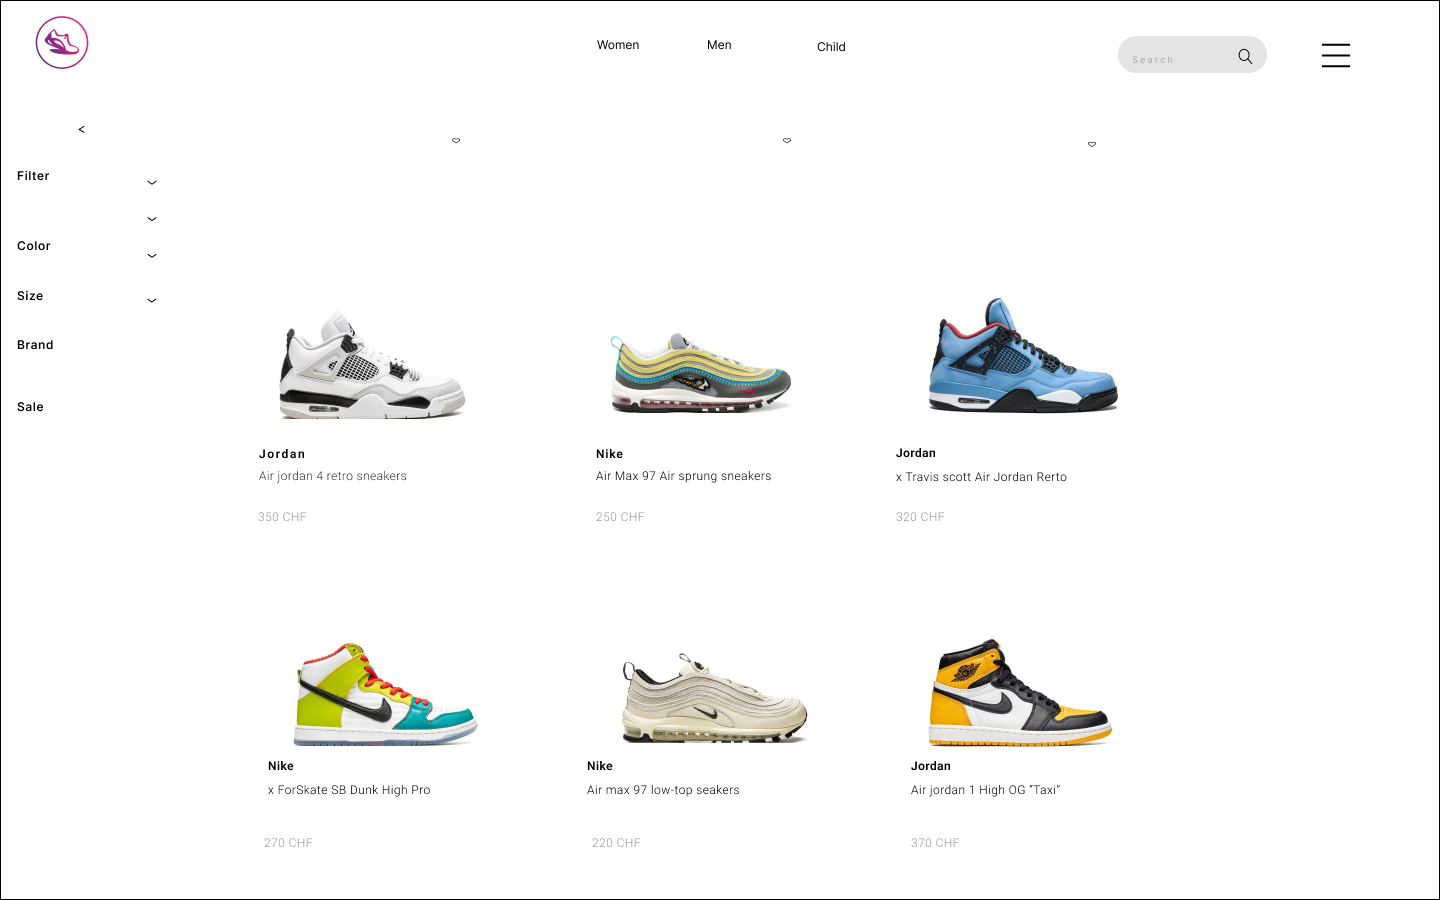 Women
Men
Child
Search
<
Filter
Color
Size
Brand
Sale
Jordan
Air jordan 4 retro sneakers
350 CHF
Nike
Air Max 97 Air sprung sneakers
250 CHF
Jordan
x Travis scott Air Jordan Rerto
320 CHF
Nike
x ForSkate SB Dunk High Pro
270 CHF
Nike
Air max 97 low-top seakers
220 CHF
Jordan
Air jordan 1 High OG “Taxi”
370 CHF